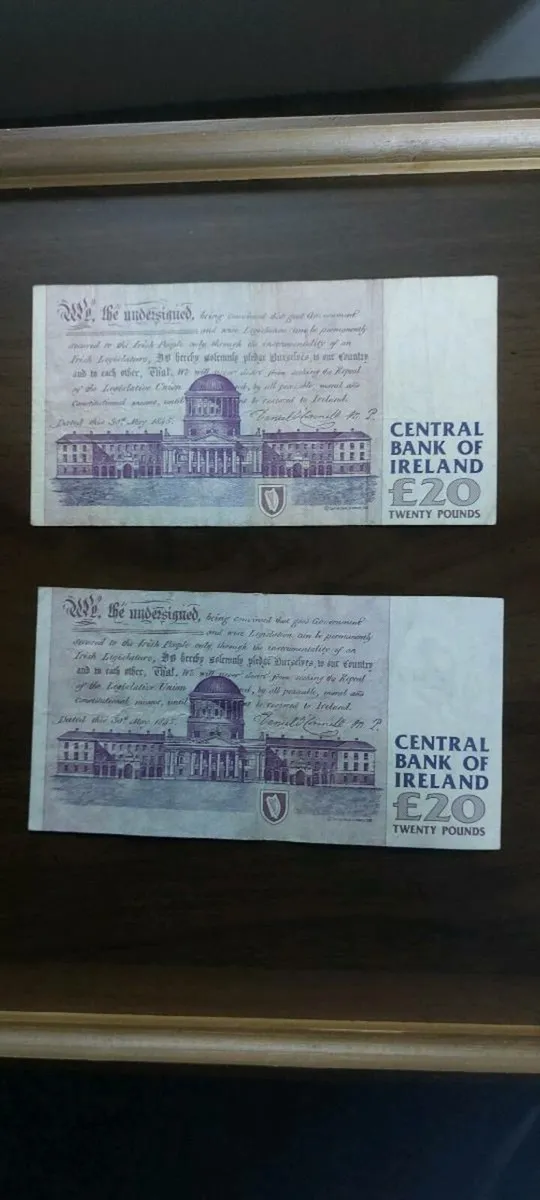 We, the undersigned, being convinced that good Government
and wise Legislation can be permanently
secured to the Irish People only through the instrumentality of an
Irish Legislature, Do hereby solemnly pledge Ourselves, to our Country
and to each other, That, We will never desist from seeking the Repeal
of the Legislative Union by all peaceable, moral and
Constitutional means, until to restored to Ireland.
Dated this 30th May 1845. Daniel O'Connell M.P.
CENTRAL
BANK OF
IRELAND
£20
TWENTY POUNDS
We, the undersigned, being convinced that good Government
and wise Legislation can be permanently
secured to the Irish People only through the instrumentality of an
Irish Legislature, Do hereby solemnly pledge Ourselves, to our Country
and to each other, That, We will never desist from seeking the Repeal
of the Legislative Union by all peaceable, moral and
Constitutional means, until restored to Ireland.
Dated this 30th May 1845. Daniel O'Connell M.P.
CENTRAL
BANK OF
IRELAND
£20
TWENTY POUNDS